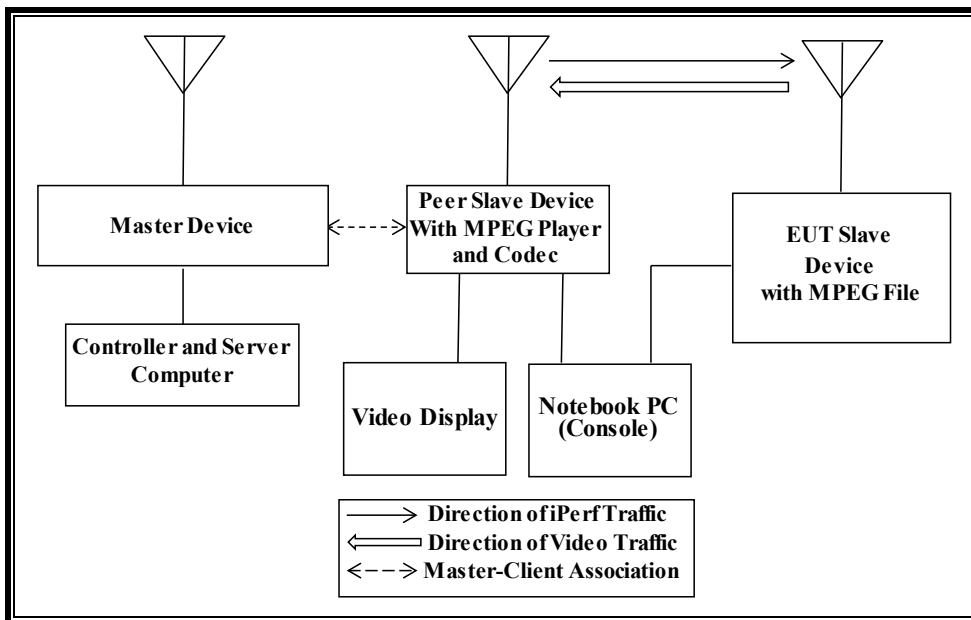 Master Device
Peer Slave Device
With MPEG Player
and Codec
EUT Slave
Device
with MPEG File
Controller and Server
Computer
Video Display
Notebook PC
(Console)
Direction of iPerf Traffic
Direction of Video Traffic
Master-Client Association